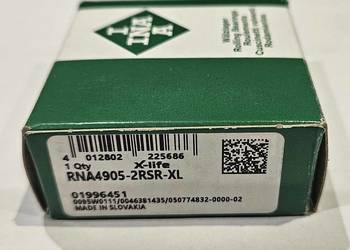 I
INA
A
Wälzlager
Rolling Bearings
Roulements
Cuscinetti volventi
Rodamientos
4 012802 225686
1 Qty X-life
RNA4905-2RSR-XL
01996451
0095W0111/0046381435/050774832-0000-02
MADE IN SLOVAKIA